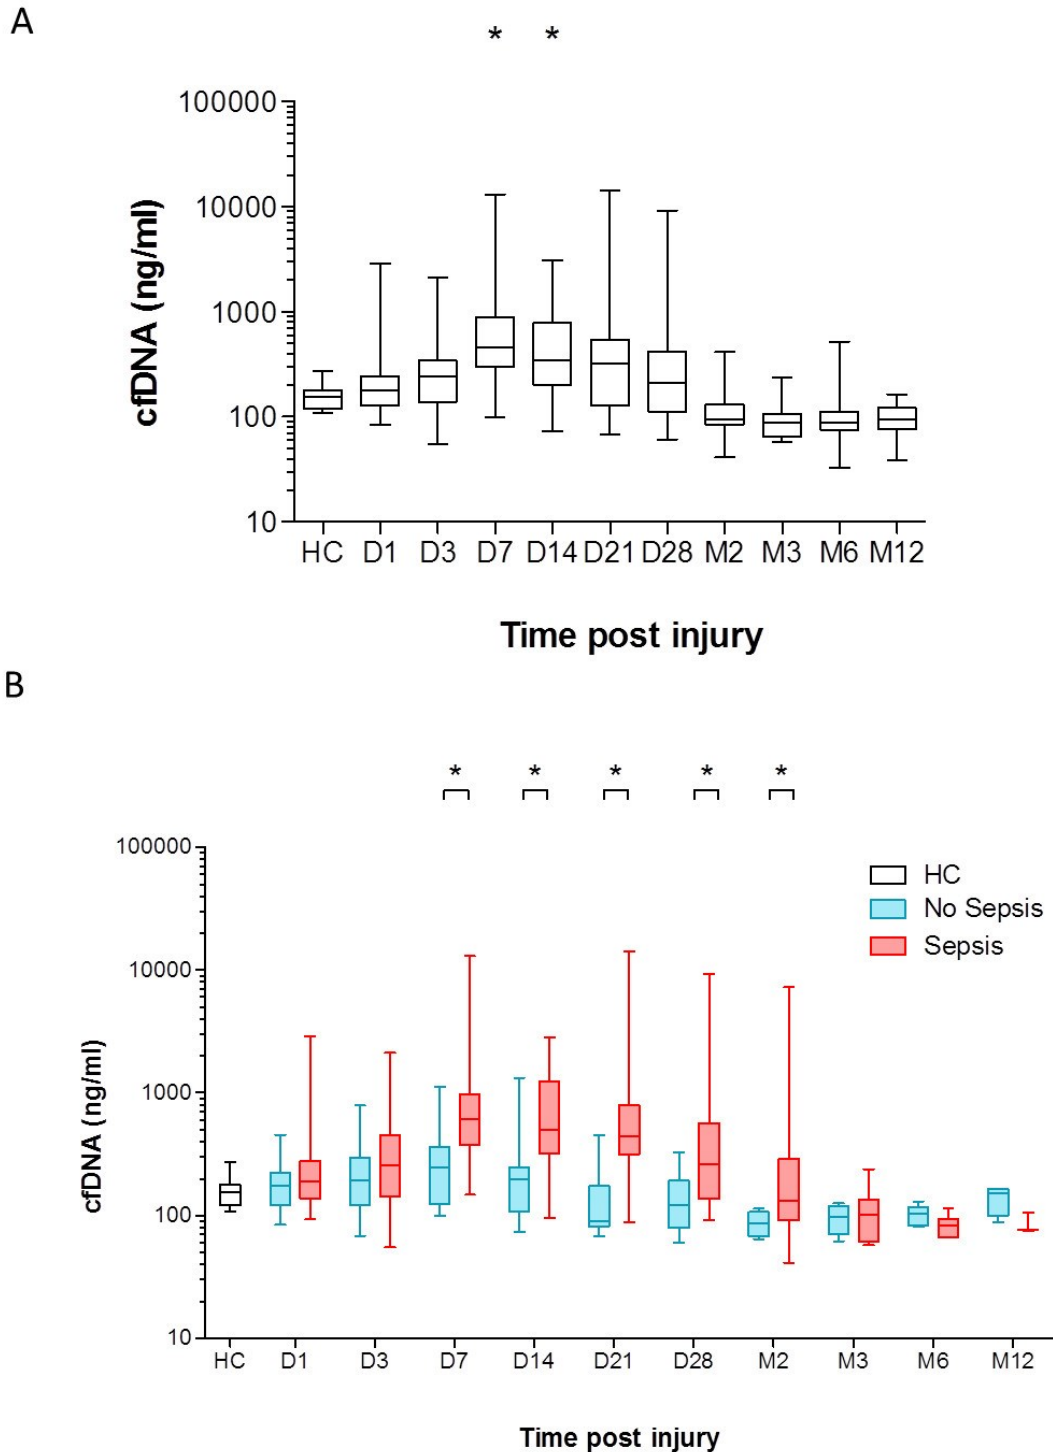 A
* *
100000
10000
1000
100
10
cfDNA (ng/ml)
HC D1 D3 D7 D14 D21 D28 M2 M3 M6 M12
Time post injury
B
* * * * *
100000
10000
1000
100
10
cfDNA (ng/ml)
HC
No Sepsis
Sepsis
HC D1 D3 D7 D14 D21 D28 M2 M3 M6 M12
Time post injury